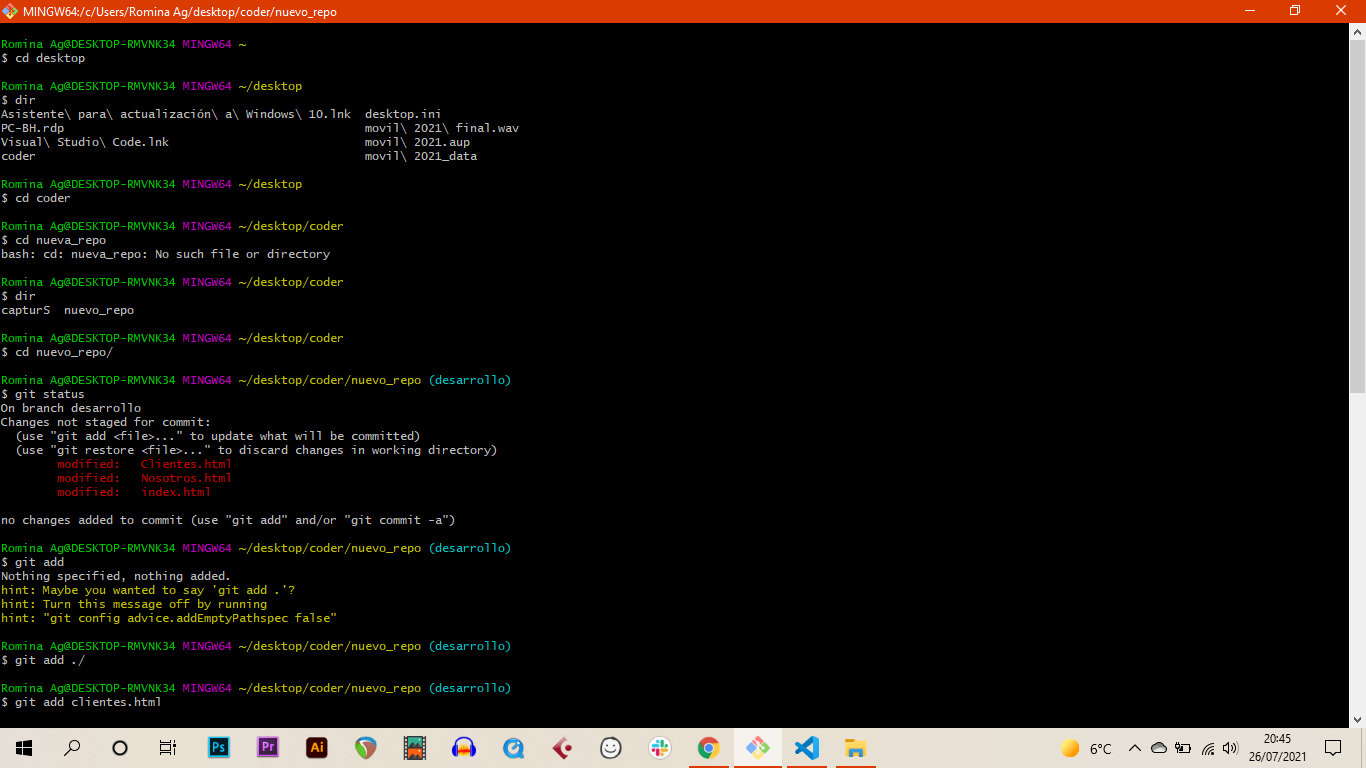 MINGW64:/c/Users/Romina Ag/desktop/coder/nuevo_repo
Romina Ag@DESKTOP-RMVNK34 MINGW64 ~
$ cd desktop
Romina Ag@DESKTOP-RMVNK34 MINGW64 ~/desktop
$ dir
Asistente\ para\ actualización\ a\ Windows\ 10.lnk  desktop.ini
PC-BH.rdp                                           movil\ 2021\ final.wav
Visual\ Studio\ Code.lnk                            movil\ 2021.aup
coder                                               movil\ 2021_data
Romina Ag@DESKTOP-RMVNK34 MINGW64 ~/desktop
$ cd coder
Romina Ag@DESKTOP-RMVNK34 MINGW64 ~/desktop/coder
$ cd nueva_repo
bash: cd: nueva_repo: No such file or directory
Romina Ag@DESKTOP-RMVNK34 MINGW64 ~/desktop/coder
$ dir
capturS  nuevo_repo
Romina Ag@DESKTOP-RMVNK34 MINGW64 ~/desktop/coder
$ cd nuevo_repo/
Romina Ag@DESKTOP-RMVNK34 MINGW64 ~/desktop/coder/nuevo_repo (desarrollo)
$ git status
On branch desarrollo
Changes not staged for commit:
  (use "git add <file>..." to update what will be committed)
  (use "git restore <file>..." to discard changes in working directory)
        modified:   Clientes.html
        modified:   Nosotros.html
        modified:   index.html
no changes added to commit (use "git add" and/or "git commit -a")
Romina Ag@DESKTOP-RMVNK34 MINGW64 ~/desktop/coder/nuevo_repo (desarrollo)
$ git add
Nothing specified, nothing added.
hint: Maybe you wanted to say 'git add .'?
hint: Turn this message off by running
hint: "git config advice.addEmptyPathspec false"
Romina Ag@DESKTOP-RMVNK34 MINGW64 ~/desktop/coder/nuevo_repo (desarrollo)
$ git add ./
Romina Ag@DESKTOP-RMVNK34 MINGW64 ~/desktop/coder/nuevo_repo (desarrollo)
$ git add clientes.html
Ps
Pr
Ai
6°C
20:45
26/07/2021